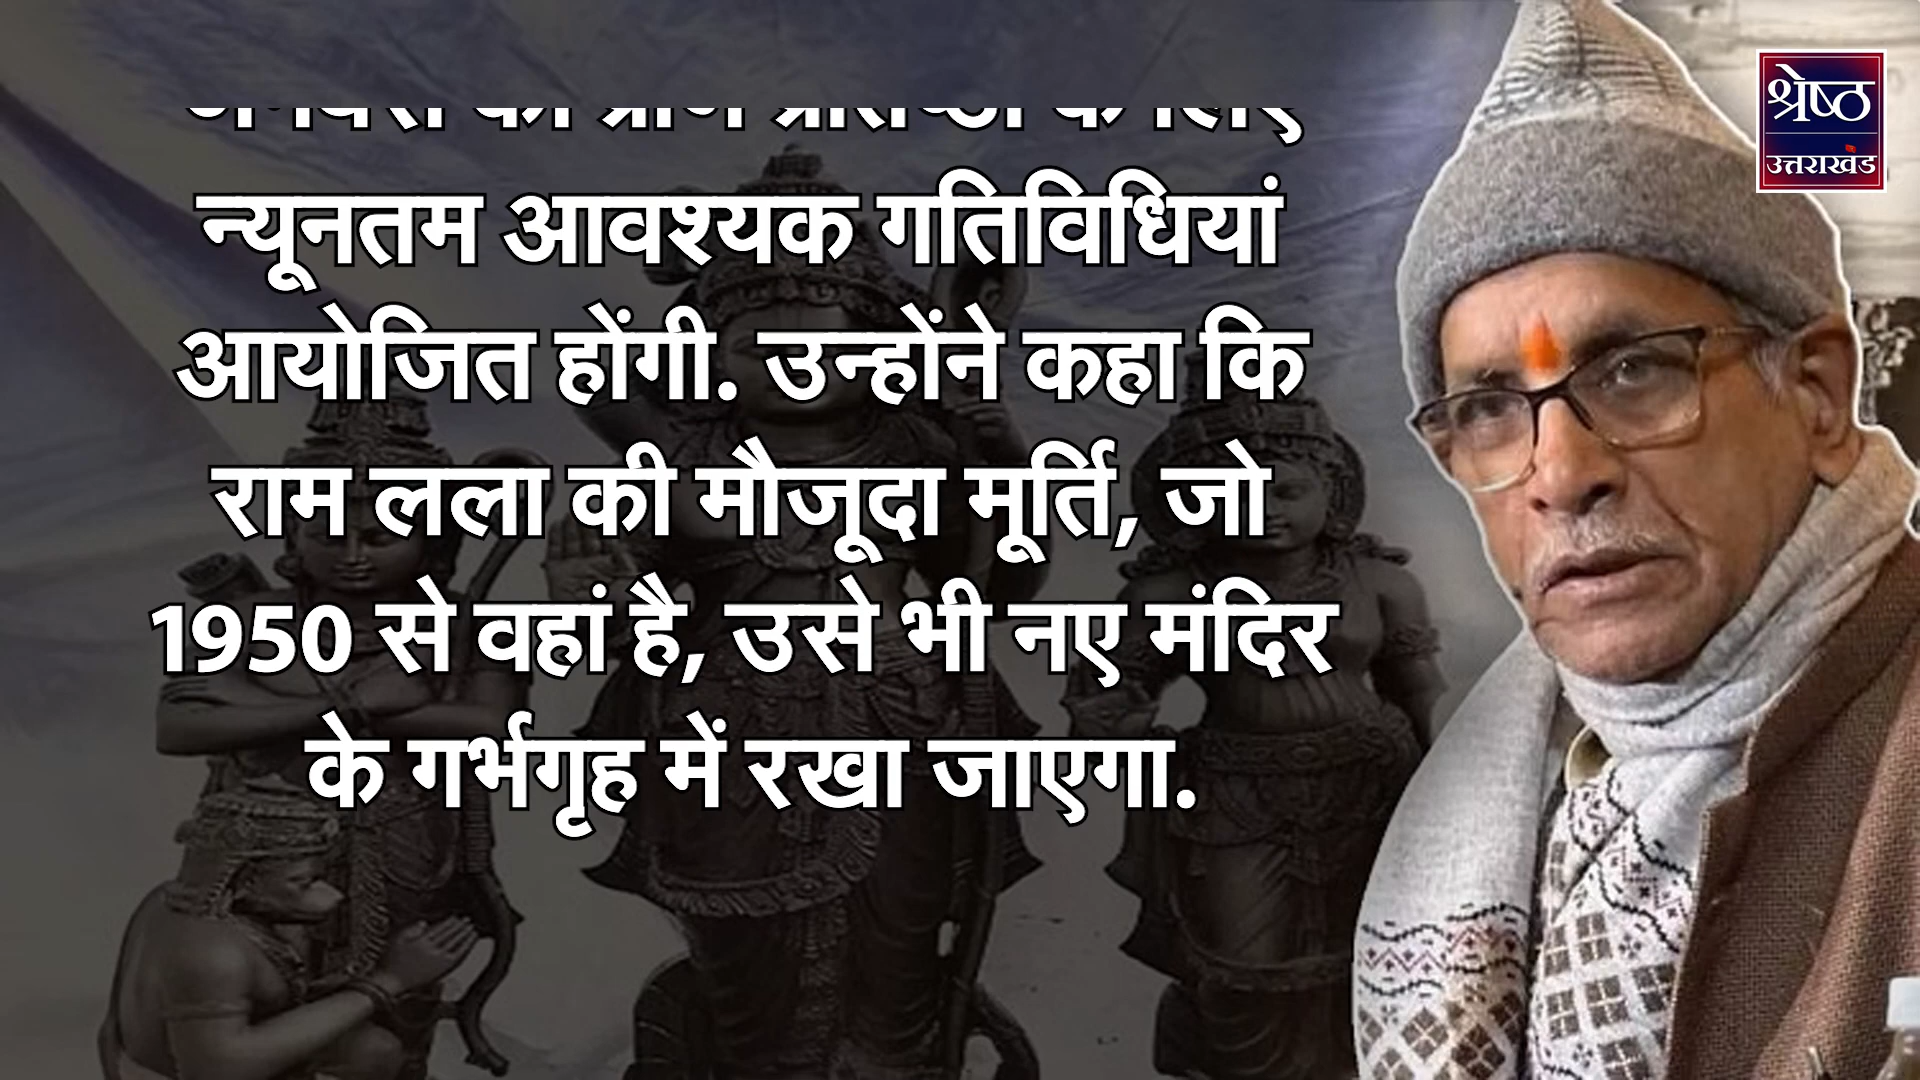 न्यूनतम आवश्यक गतिविधियां
आयोजित होंगी. उन्होंने कहा कि
राम लला की मौजूदा मूर्ति, जो
1950 से वहां है, उसे भी नए मंदिर
के गर्भगृह में रखा जाएगा.
श्रेष्ठ
उत्तराखंड